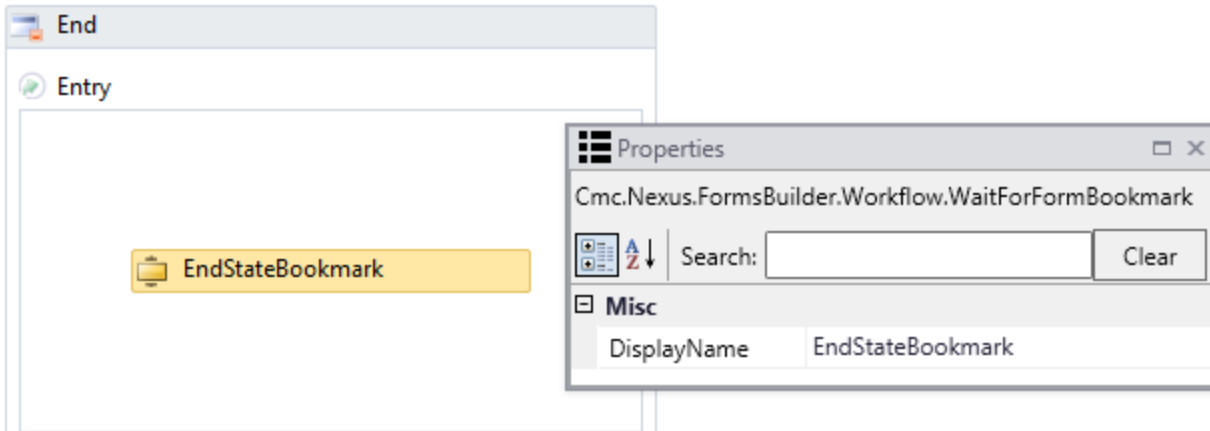 End
Entry
EndStateBookmark
Properties
Cmc.Nexus.FormsBuilder.Workflow.WaitForFormBookmark
A Z Search: Clear
Misc
DisplayName EndStateBookmark